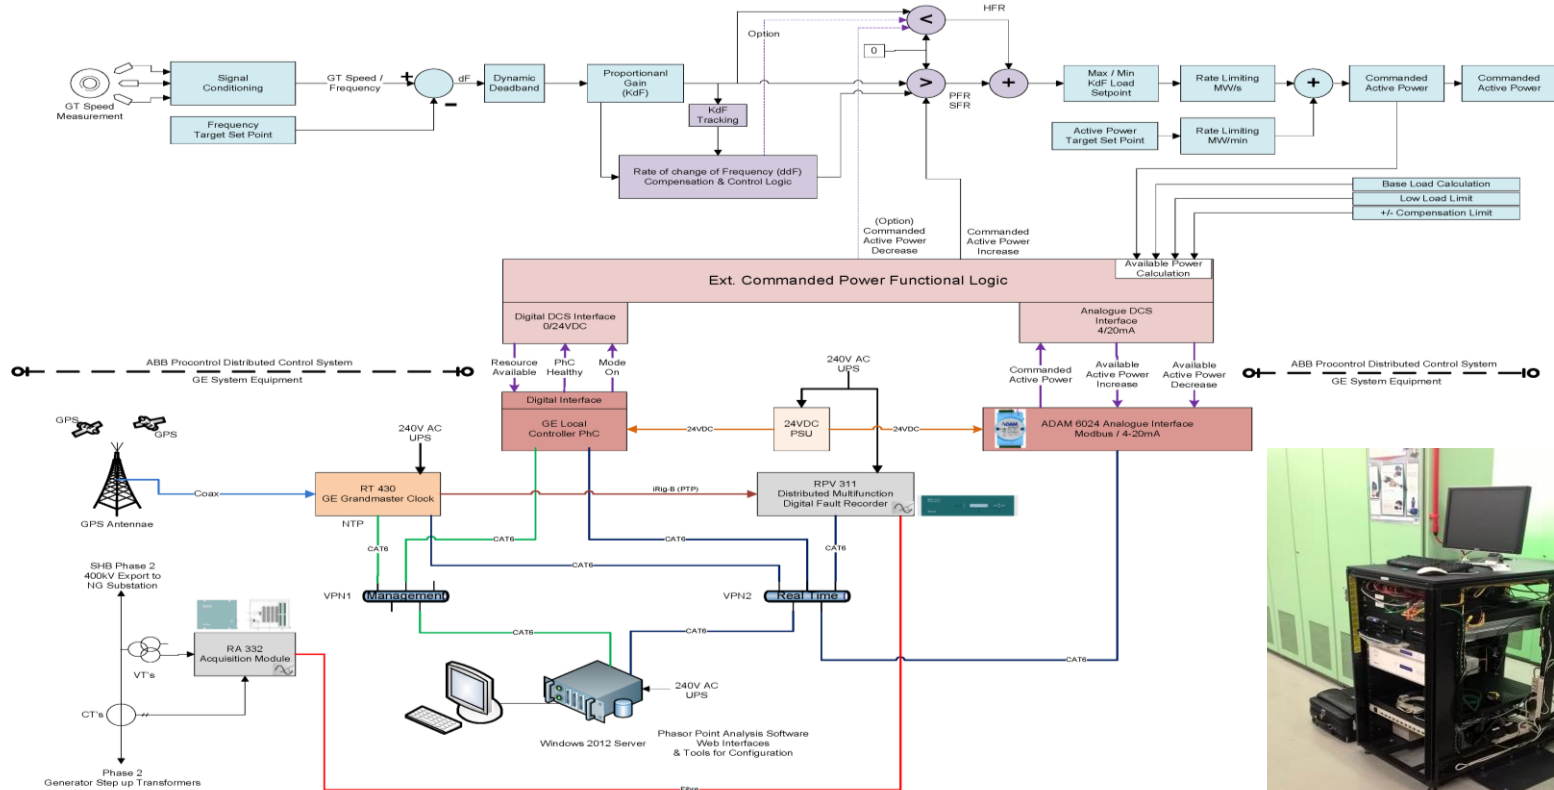 HFR
Option
0
Signal
Conditioning
GT Speed /
Frequency
+
-
dF
Dynamic
Deadband
Proportionanl
Gain
(KdF)
<
>
+
PFR
SFR
Max / Min
KdF Load
Setpoint
Rate Limiting
MW/s
+
Commanded
Active Power
Commanded
Active Power
GT Speed
Measurement
KdF
Tracking
Frequency
Target Set Point
Active Power
Target Set Point
Rate Limiting
MW/min
Rate of change of Frequency (ddF)
Compensation & Control Logic
Base Load Calculation
Low Load Limit
+/- Compensation Limit
(Option)
Commanded
Active Power
Decrease
Commanded
Active Power
Increase
Available Power
Calculation
Ext. Commanded Power Functional Logic
Digital DCS Interface
0/24VDC
Analogue DCS
Interface
4/20mA
ABB Procontrol Distributed Control System
GE System Equipment
Resource
Available
PhC
Healthy
Mode
On
240V AC
UPS
Commanded
Active Power
Available
Active Power
Increase
Available
Active Power
Decrease
ABB Procontrol Distributed Control System
GE System Equipment
Digital Interface
GE Local
Controller PhC
24VDC
24VDC
PSU
24VDC
ADAM
ADAM 6024 Analogue Interface
Modbus / 4-20mA
GPS
GPS
240V AC
UPS
Coax
RT 430
GE Grandmaster Clock
iRig-B (PTP)
RPV 311
Distributed Multifunction
Digital Fault Recorder
GPS Antennae
NTP
CAT6
CAT6
CAT6
CAT6
CAT6
SHB Phase 2
400kV Export to
NG Substation
VPN1
Management
VPN2
Real Time
CAT6
CAT6
CAT6
RA 332
Acquisition Module
VT's
CT's
240V AC
UPS
Windows 2012 Server
Phasor Point Analysis Software
Web Interfaces
& Tools for Configuration
Phase 2
Generator Step up Transformers
Fibre